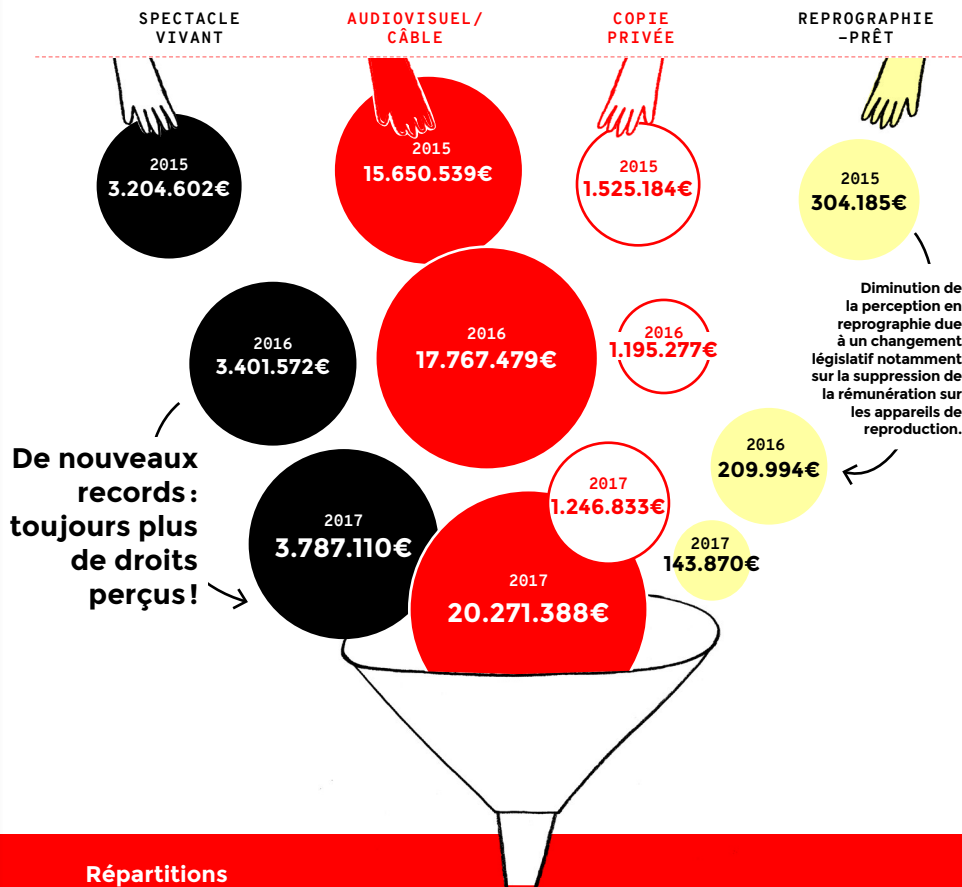 SPECTACLE
VIVANT
AUDIOVISUEL/
CÂBLE
COPIE
PRIVÉE
REPROGRAPHIE
–PRÊT
2015
3.204.602€
2015
15.650.539€
2015
1.525.184€
2015
304.185€
Diminution de
la perception en
reprographie due
à un changement
législatif notamment
sur la suppression de
la rémunération sur
les appareils de
reproduction.
2016
3.401.572€
2016
17.767.479€
2016
1.195.277€
2016
209.994€
De nouveaux
records :
toujours plus
de droits
perçus !
2017
3.787.110€
2017
20.271.388€
2017
1.246.833€
2017
143.870€
Répartitions